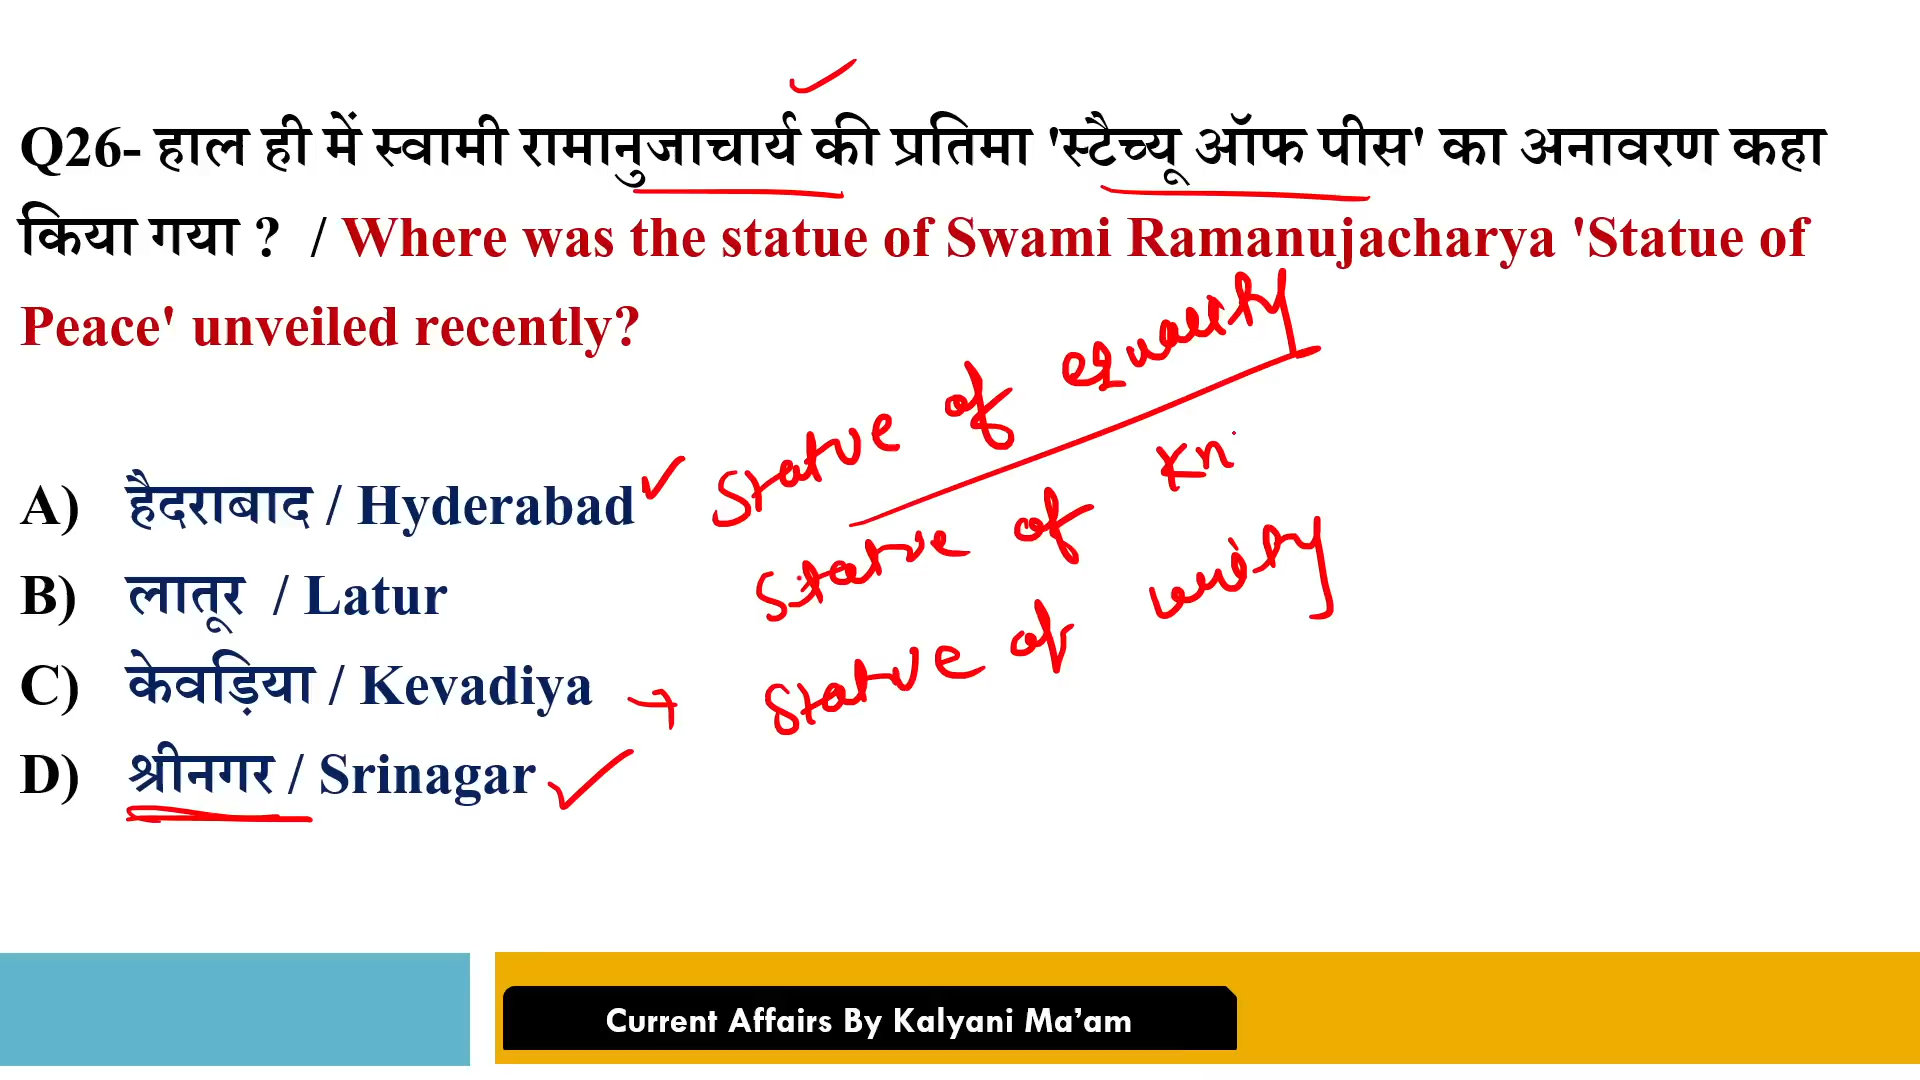 Q26- हाल ही में स्वामी रामानुजाचार्य की प्रतिमा 'स्टैच्यू ऑफ पीस' का अनावरण कहा
किया गया ? / Where was the statue of Swami Ramanujacharya 'Statue of
Peace' unveiled recently?
Statue of equality
A) हैदराबाद / Hyderabad
Statue of Kn
B) लातूर / Latur
Statue of unity
C) केवड़िया / Kevadiya
D) श्रीनगर / Srinagar
Current Affairs By Kalyani Ma’am